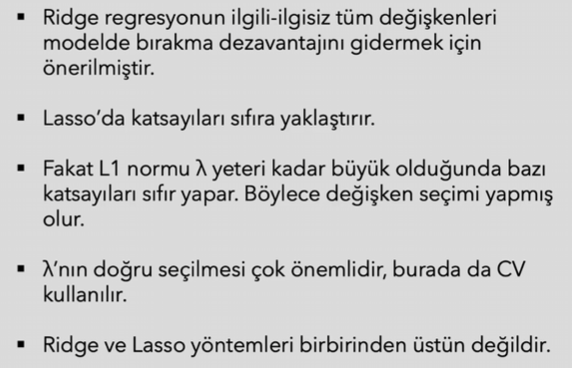 ▪ Ridge regresyonun ilgili-ilgisiz tüm değişkenleri
modelde bırakma dezavantajını gidermek için
önerilmiştir.
▪ Lasso'da katsayıları sıfıra yaklaştırır.
▪ Fakat L1 normu λ yeteri kadar büyük olduğunda bazı
katsayıları sıfır yapar. Böylece değişken seçimi yapmış
olur.
▪ λ'nın doğru seçilmesi çok önemlidir, burada da CV
kullanılır.
▪ Ridge ve Lasso yöntemleri birbirinden üstün değildir.